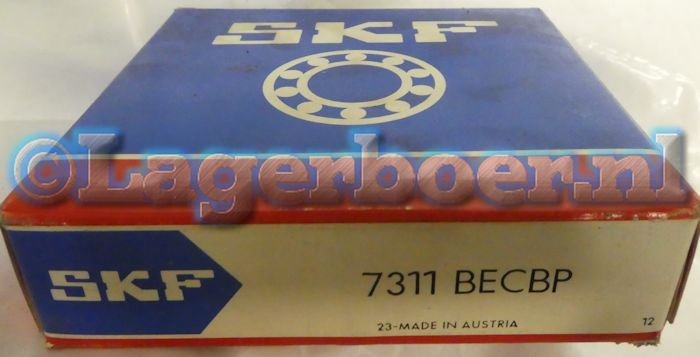 SKF
©Lagerboer.nl
SKF
7311 BECBP
23-MADE IN AUSTRIA
12